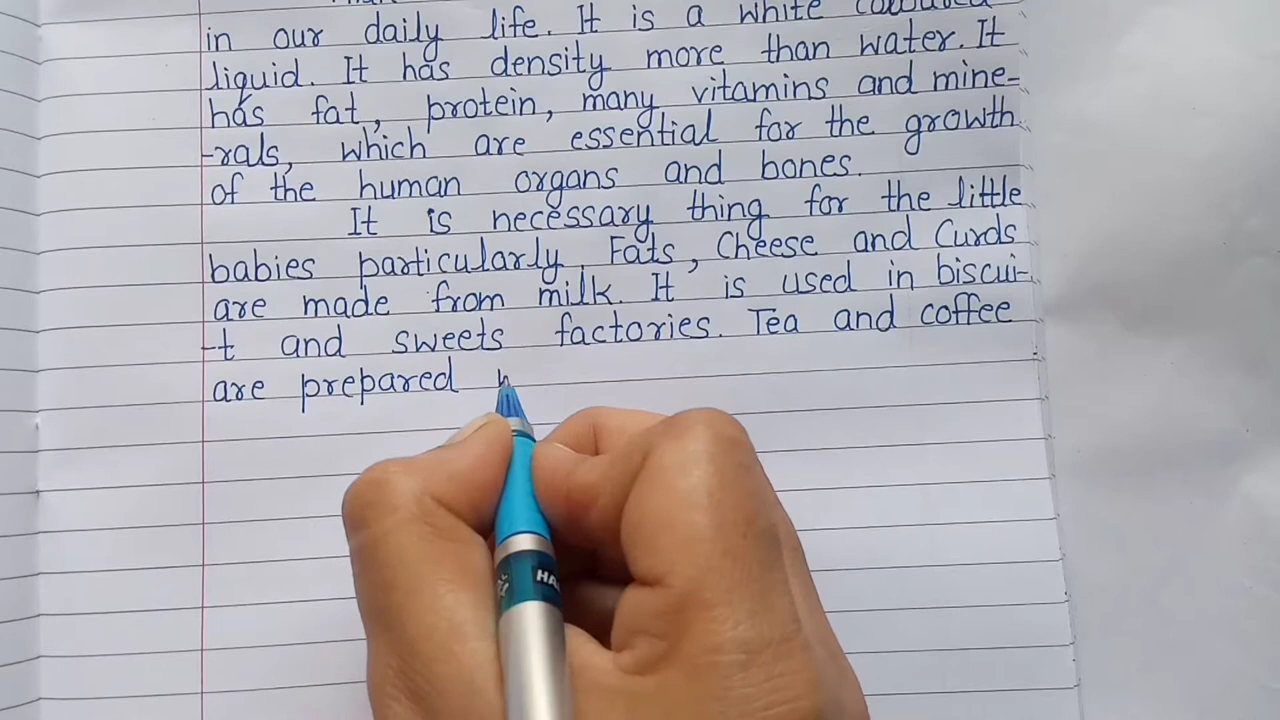 in our daily life. It is a white
liquid. It has density more than water. It
has fat, protein, many vitamins and mine-
-rals, which are essential for the growth
of the human organs and bones.
It is necessary thing for the little
babies particularly. Fats, Cheese and Curds
are made from milk. It is used in biscui-
-t and sweets factories. Tea and coffee
are prepared